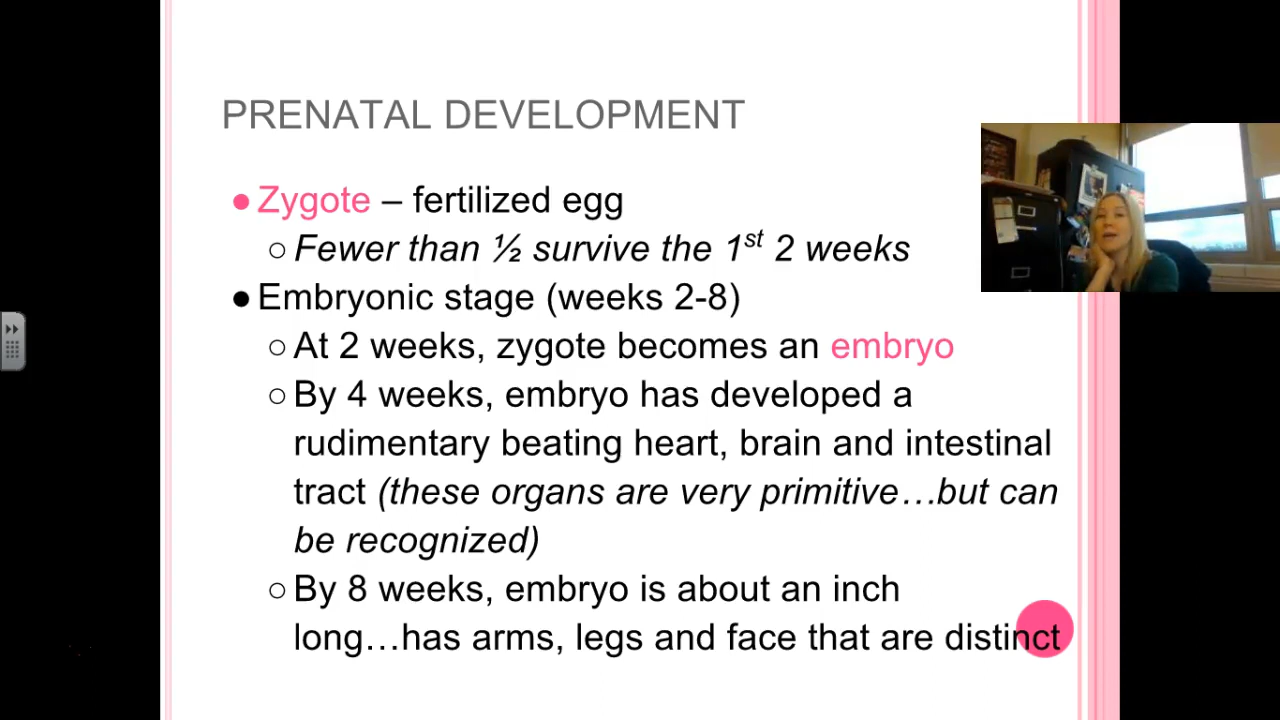 PRENATAL DEVELOPMENT
● Zygote – fertilized egg
○ Fewer than ½ survive the 1st 2 weeks
● Embryonic stage (weeks 2-8)
○ At 2 weeks, zygote becomes an embryo
○ By 4 weeks, embryo has developed a
rudimentary beating heart, brain and intestinal
tract (these organs are very primitive…but can
be recognized)
○ By 8 weeks, embryo is about an inch
long…has arms, legs and face that are distinct